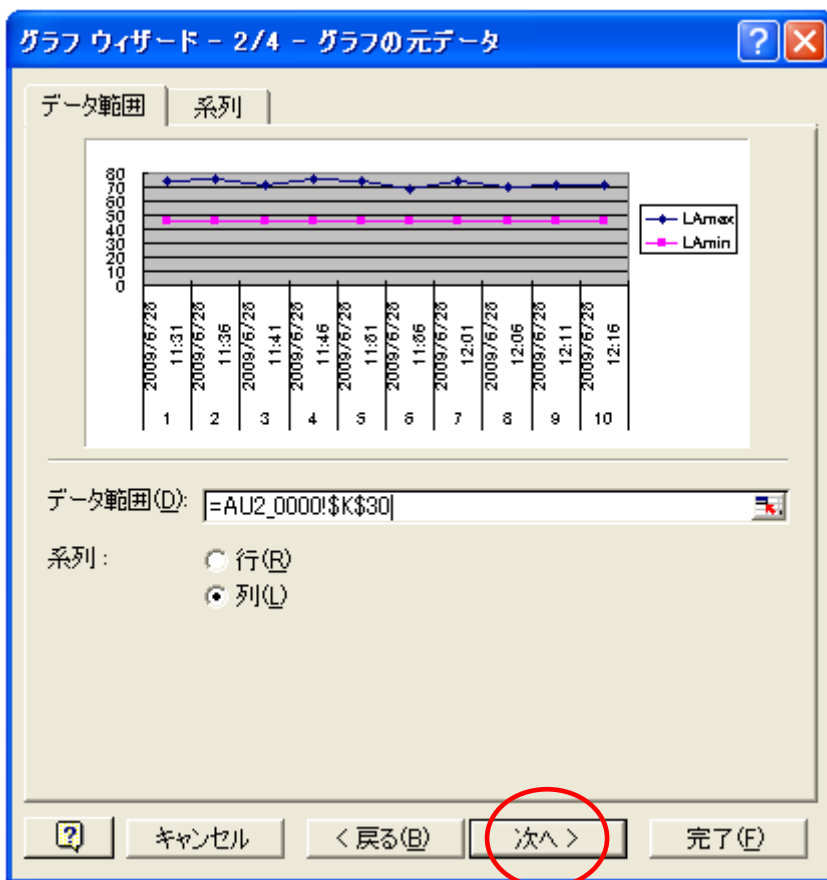 グラフ ウィザード - 2/4 - グラフの元データ
データ範囲
系列
80
70
60
50
40
30
20
10
0
LAmax
LAmin
2009/6/28 11:31
2009/6/28 11:36
2009/6/28 11:41
2009/6/28 11:46
2009/6/28 11:51
2009/6/28 11:56
2009/6/28 12:01
2009/6/28 12:06
2009/6/28 12:11
2009/6/28 12:16
1 2 3 4 5 6 7 8 9 10
データ範囲(D):
=AU2_0000!$K$30
系列:
行(R)
列(L)
キャンセル
< 戻る(B)
次へ >
完了(F)